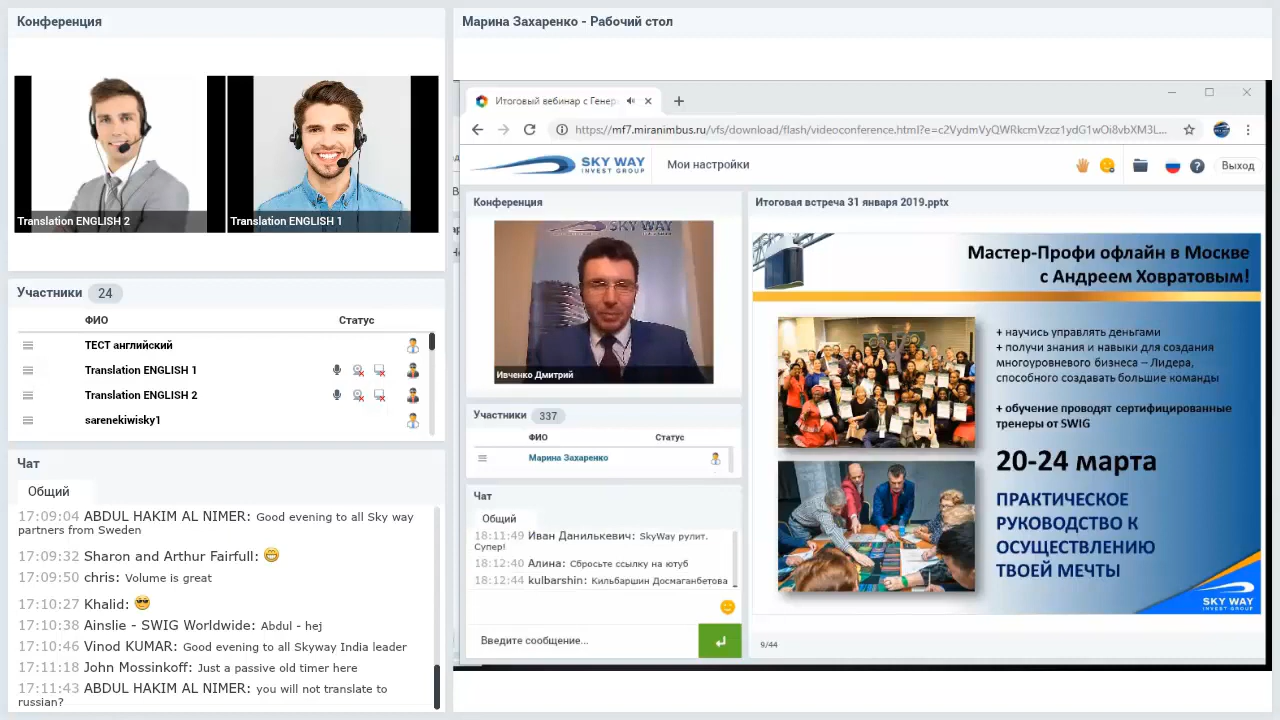 Конференция
Translation ENGLISH 2
Translation ENGLISH 1
Участники 24
ФИО Статус
ТЕСТ английский
Translation ENGLISH 1
Translation ENGLISH 2
sarenekiwisky1
Чат
Общий
17:09:04 ABDUL HAKIM AL NIMER: Good evening to all Sky way
partners from Sweden
17:09:32 Sharon and Arthur Fairfull:
17:09:50 chris: Volume is great
17:10:27 Khalid:
17:10:38 Ainslie - SWIG Worldwide: Abdul - hej
17:10:46 Vinod KUMAR: Good evening to all Skyway India leader
17:11:18 John Mossinkoff: Just a passive old timer here
17:11:43 ABDUL HAKIM AL NIMER: you will not translate to
russian?
Марина Захаренко - Рабочий стол
Итоговый вебинар с Генер
https://mf7.miranimbus.ru/vfs/download/flash/videoconference.html?e=c2VydmVyQWRkcmVzcz1ydG1wOi8vbXM3L...
SKY WAY
INVEST GROUP
Мои настройки
Выход
Конференция
SKY WAY
Ивченко Дмитрий
Участники 337
ФИО Статус
Марина Захаренко
Чат
Общий
18:11:49 Иван Данилькевич: SkyWay рулит.
Супер!
18:12:40 Алина: Сбросьте ссылку на ютуб
18:12:44 kulbarshin: Кильбаршин Досмаганбетова
Введите сообщение...
Итоговая встреча 31 января 2019.pptx
Мастер-Профи офлайн в Москве
с Андреем Ховратовым!
+ научись управлять деньгами
+ получи знания и навыки для создания
многоуровневого бизнеса – Лидера,
способного создавать большие команды
+ обучение проводят сертифицированные
тренеры от SWIG
20-24 марта
ПРАКТИЧЕСКОЕ
РУКОВОДСТВО К
ОСУЩЕСТВЛЕНИЮ
ТВОЕЙ МЕЧТЫ
SKY WAY
INVEST GROUP
9/44